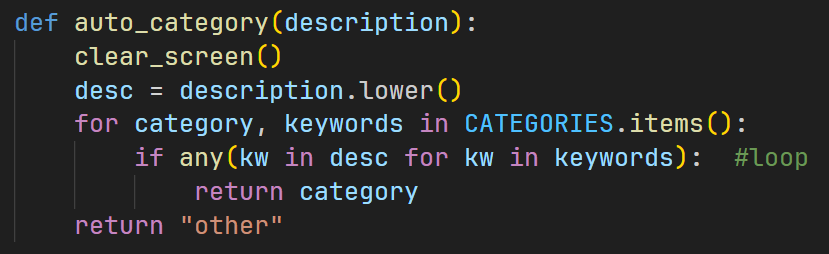 def auto_category(description):
    clear_screen()
    desc = description.lower()
    for category, keywords in CATEGORIES.items():
        if any(kw in desc for kw in keywords):  #loop
            return category
    return "other"